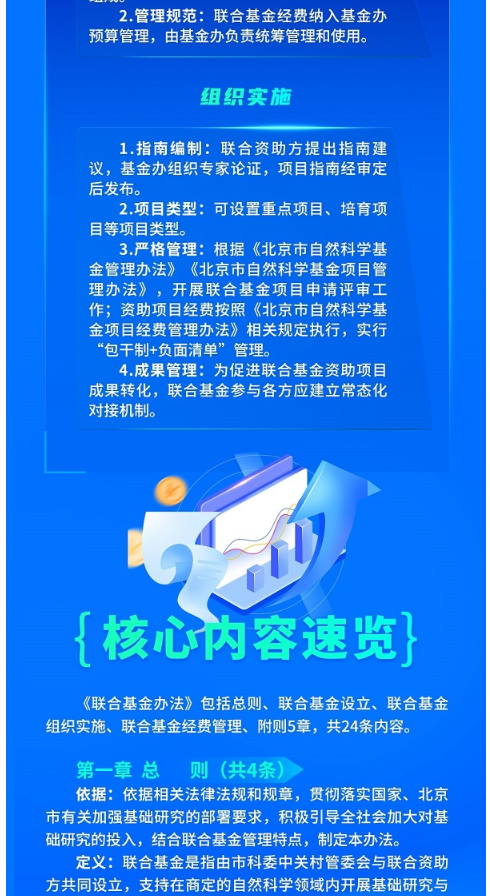 2.管理规范：联合基金经费纳入基金办
预算管理，由基金办负责统筹管理和使用。
组织实施
1.指南编制：联合资助方提出指南建
议，基金办组织专家论证，项目指南经审定
后发布。
2.项目类型：可设置重点项目、培育项
目等项目类型。
3.严格管理：根据《北京市自然科学基
金管理办法》《北京市自然科学基金项目管
理办法》，开展联合基金项目申请评审工
作；资助项目经费按照《北京市自然科学基
金项目经费管理办法》相关规定执行，实行
“包干制+负面清单”管理。
4.成果管理：为促进联合基金资助项目
成果转化，联合基金参与各方应建立常态化
对接机制。
{核心内容速览}
《联合基金办法》包括总则、联合基金设立、联合基金
组织实施、联合基金经费管理、附则5章，共24条内容。
第一章 总 则（共4条）
依据：依据相关法律法规和规章，贯彻落实国家、北京
市有关加强基础研究的部署要求，积极引导全社会加大对基
础研究的投入，结合联合基金管理特点，制定本办法。
定义：联合基金是指由市科委中关村管委会与联合资助
方共同设立，支持在商定的自然科学领域内开展基础研究与